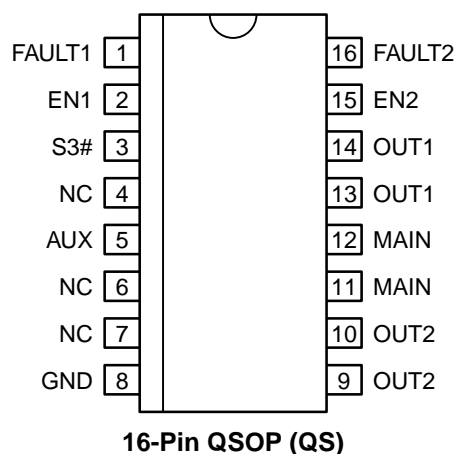 FAULT1 1 16 FAULT2
EN1 2 15 EN2
S3# 3 14 OUT1
NC 4 13 OUT1
AUX 5 12 MAIN
NC 6 11 MAIN
NC 7 10 OUT2
GND 8 9 OUT2
16-Pin QSOP (QS)